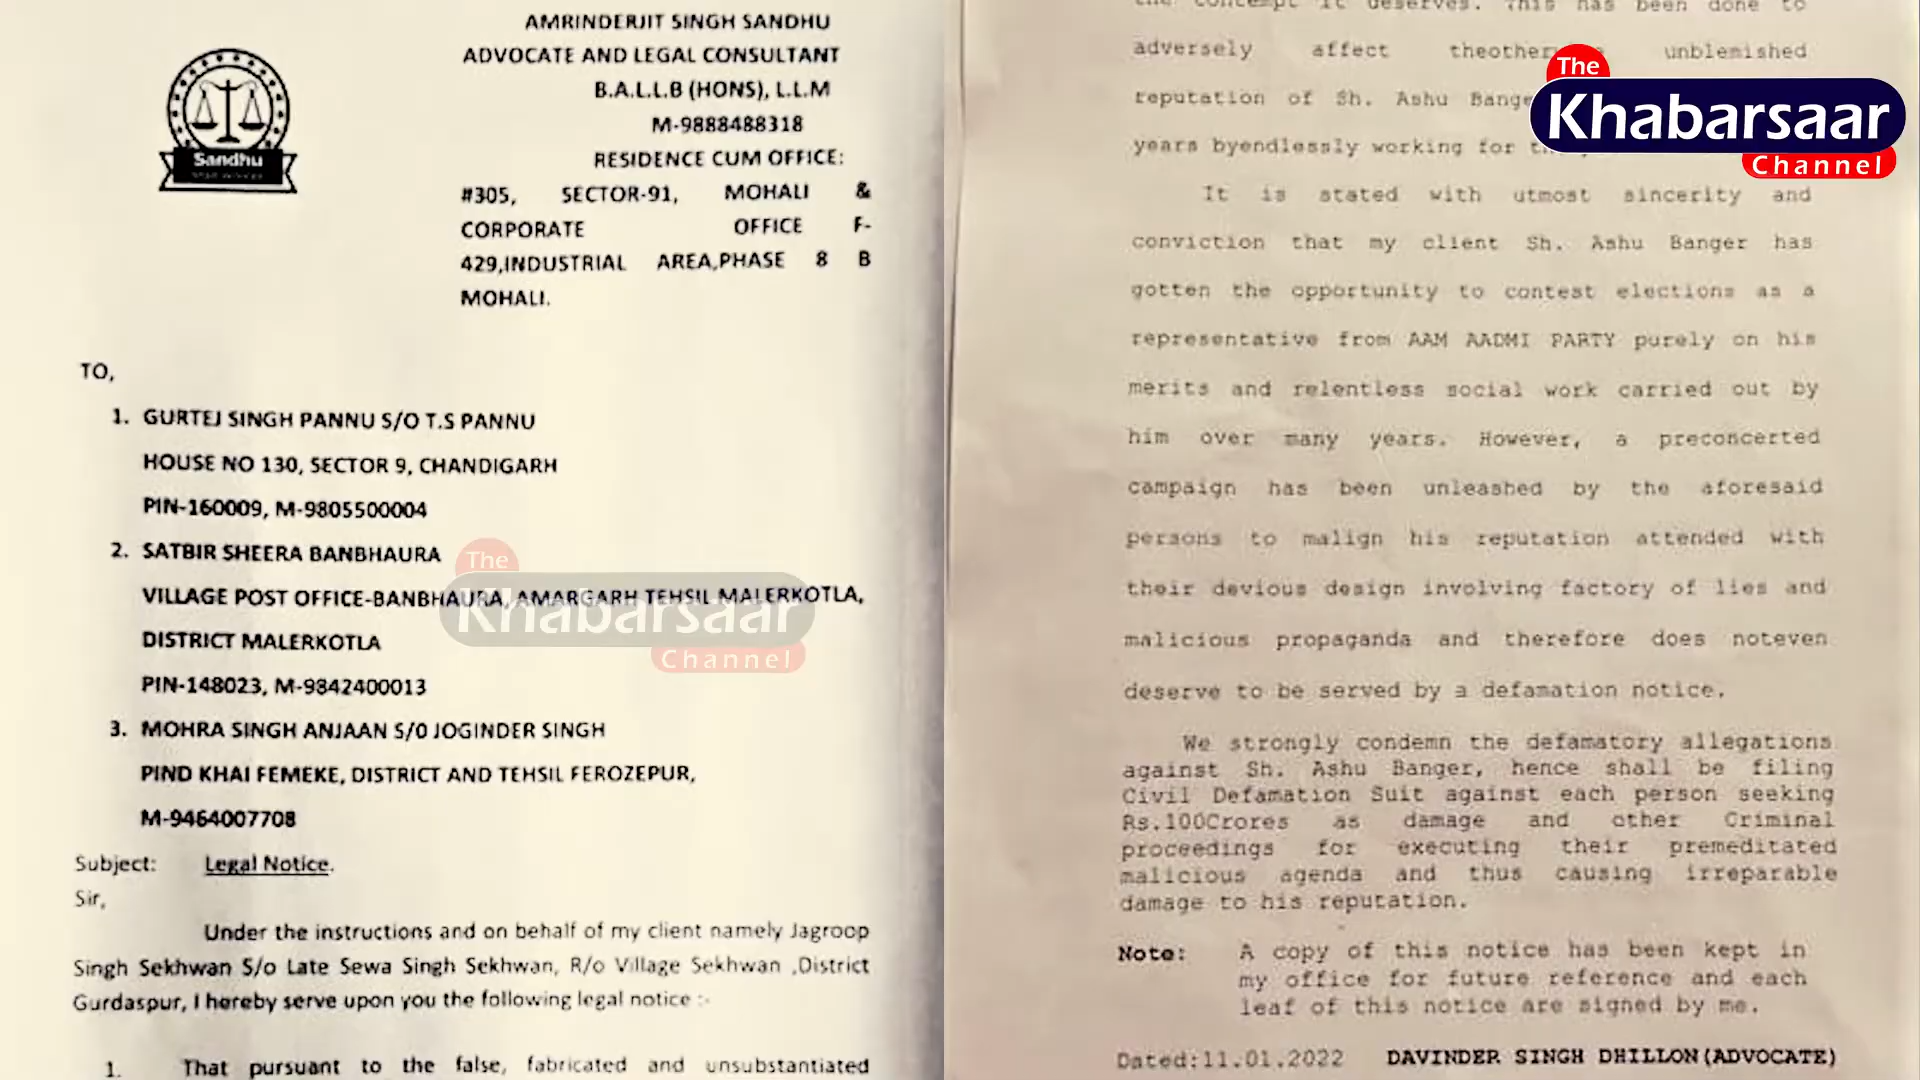 AMRINDERJIT SINGH SANDHU
ADVOCATE AND LEGAL CONSULTANT
B.A.L.L.B (HONS), L.L.M
M-9888488318
RESIDENCE CUM OFFICE:
#305, SECTOR-91, MOHALI &
CORPORATE OFFICE F-
429,INDUSTRIAL AREA,PHASE 8 B
MOHALI.
Sandhu
TO,
1. GURTEJ SINGH PANNU S/O T.S PANNU
HOUSE NO 130, SECTOR 9, CHANDIGARH
PIN-160009, M-9805500004
2. SATBIR SHEERA BANBHAURA
VILLAGE POST OFFICE-BANBHAURA, AMARGARH TEHSIL MALERKOTLA,
DISTRICT MALERKOTLA
PIN-148023, M-9842400013
3. MOHRA SINGH ANJAAN S/O JOGINDER SINGH
PIND KHAI FEMEKE, DISTRICT AND TEHSIL FEROZEPUR,
M-9464007708
Subject: Legal Notice.
Sir,
Under the instructions and on behalf of my client namely Jagroop
Singh Sekhwan S/o Late Sewa Singh Sekhwan, R/o Village Sekhwan ,District
Gurdaspur, I hereby serve upon you the following legal notice :-
1. That pursuant to the false, fabricated and unsubstantiated
The
Khabarsaar
Channel
the contempt it deserves. This has been done to
adversely affect unblemished
reputation of Sh. Ashu
years byendlessly working for
It is stated with utmost sincerity and
conviction that my client Sh. Ashu Banger has
gotten the opportunity to contest elections as a
representative from AAM AADMI PARTY purely on his
merits and relentless social work carried out by
him over many years. However, a preconcerted
campaign has been unleashed by the aforesaid
persons to malign his reputation attended with
their devious design involving factory of lies and
malicious propaganda and therefore does noteven
deserve to be served by a defamation notice.
We strongly condemn the defamatory allegations
against Sh. Ashu Banger, hence shall be filing
Civil Defamation Suit against each person seeking
Rs.100Crores as damage and other Criminal
proceedings for executing their premeditated
malicious agenda and thus causing irreparable
damage to his reputation.
Note: A copy of this notice has been kept in
my office for future reference and each
leaf of this notice are signed by me.
Dated:11.01.2022 DAVINDER SINGH DHILLON(ADVOCATE)
The
Khabarsaar
Channel